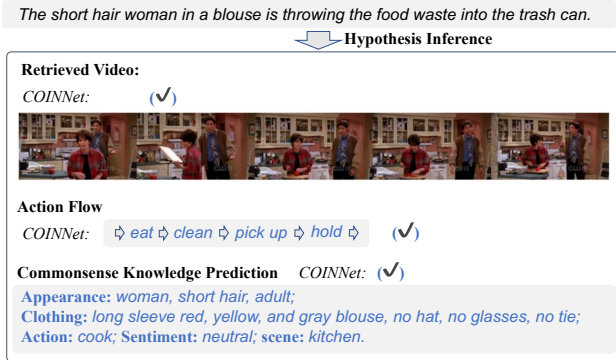 The short hair woman in a blouse is throwing the food waste into the trash can.
Hypothesis Inference
Retrieved Video:
COINNet: (✔)
Action Flow
COINNet: ⇨ eat ⇨ clean ⇨ pick up ⇨ hold ⇨ (✔)
Commonsense Knowledge Prediction COINNet: (✔)
Appearance: woman, short hair, adult;
Clothing: long sleeve red, yellow, and gray blouse, no hat, no glasses, no tie;
Action: cook; Sentiment: neutral; scene: kitchen.